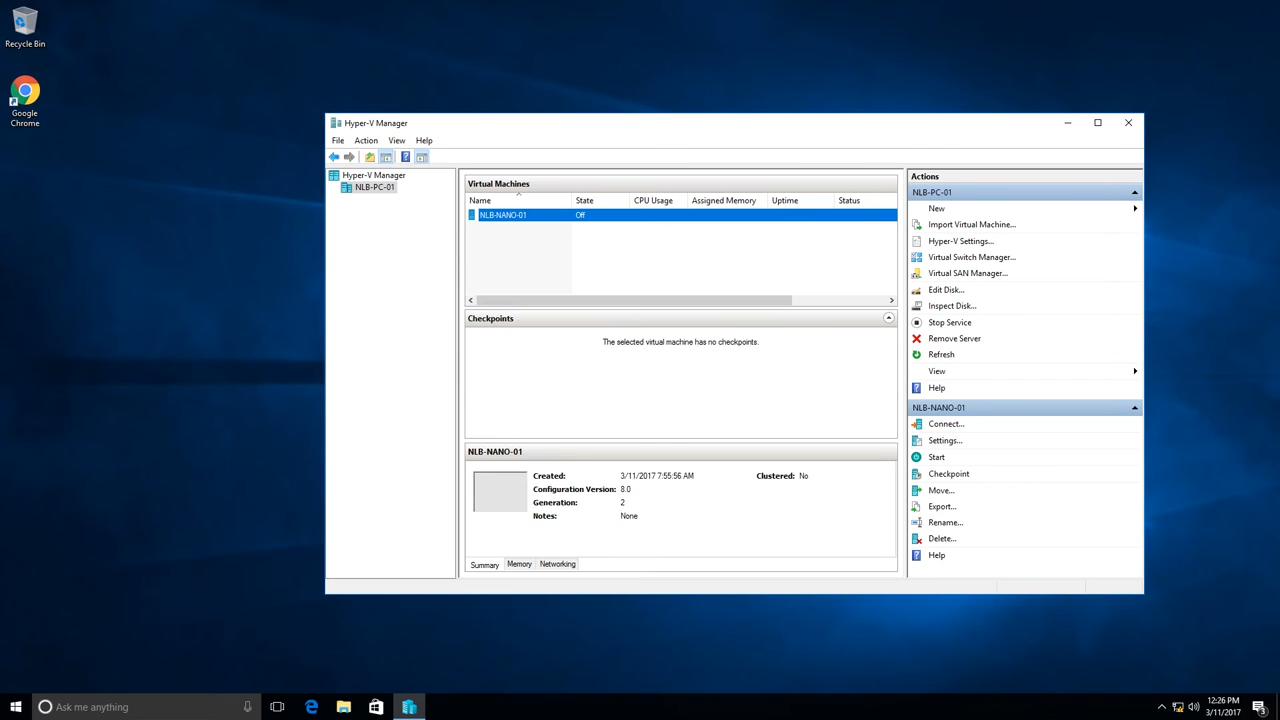 Recycle Bin
Google
Chrome
Hyper-V Manager
File Action View Help
Hyper-V Manager
NLB-PC-01
Virtual Machines
Name State CPU Usage Assigned Memory Uptime Status
NLB-NANO-01 Off
Checkpoints
The selected virtual machine has no checkpoints.
NLB-NANO-01
Created: 3/11/2017 7:55:56 AM Clustered: No
Configuration Version: 8.0
Generation: 2
Notes: None
Summary Memory Networking
Actions
NLB-PC-01
New
Import Virtual Machine...
Hyper-V Settings...
Virtual Switch Manager...
Virtual SAN Manager...
Edit Disk...
Inspect Disk...
Stop Service
Remove Server
Refresh
View
Help
NLB-NANO-01
Connect...
Settings...
Start
Checkpoint
Move...
Export...
Rename...
Delete...
Help
Ask me anything
12:26 PM
3/11/2017
3